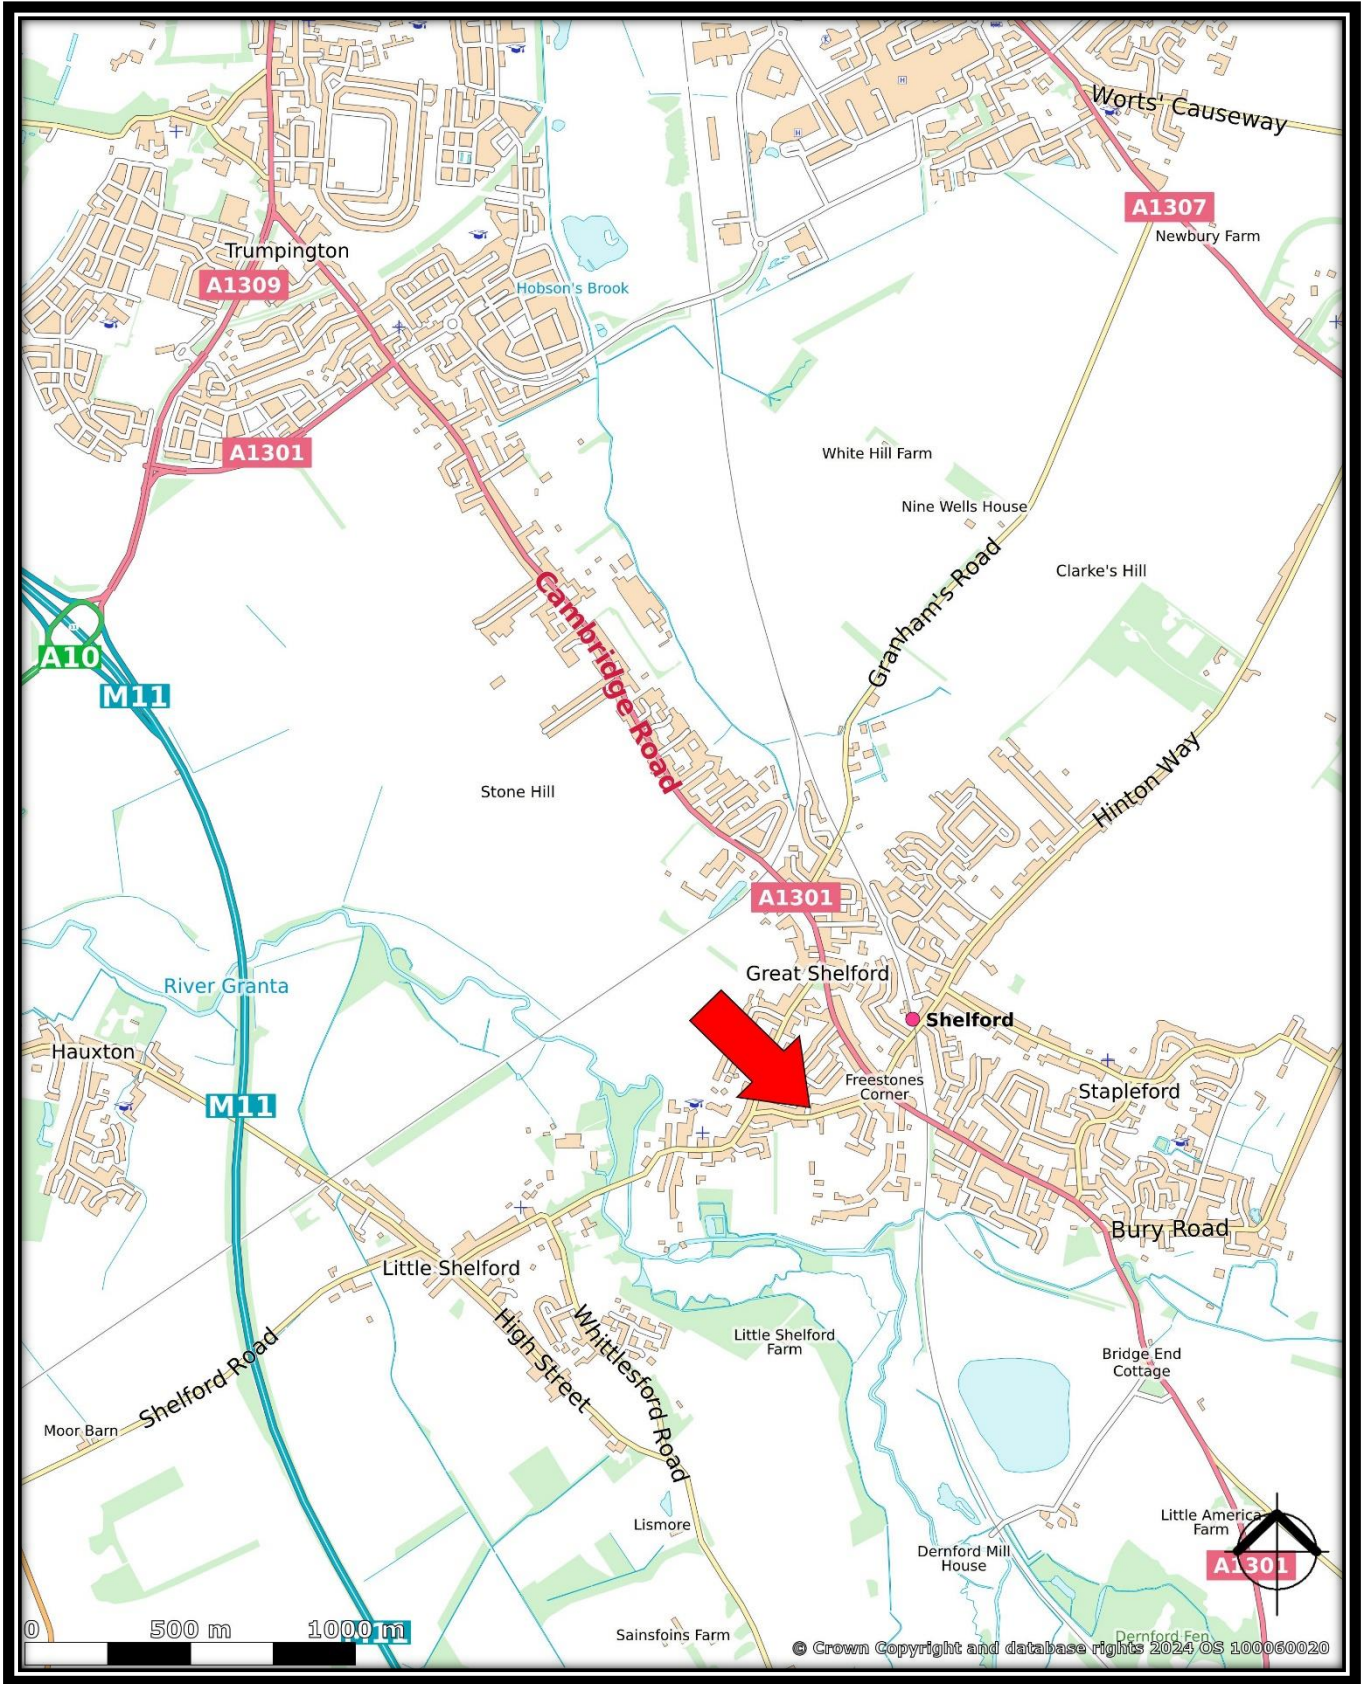 Worts' Causeway
A1307
Newbury Farm
Trumpington
A1309
Hobson's Brook
A1301
White Hill Farm
Nine Wells House
Granham's Road
Clarke's Hill
Cambridge Road
A10
M11
Hinton Way
Stone Hill
A1301
Great Shelford
River Granta
Shelford
Hauxton
M11
Freestones
Corner
Stapleford
Bury Road
Little Shelford
High Street
Whittlesford Road
Shelford Road
Little Shelford
Farm
Bridge End
Cottage
Moor Barn
Lismore
Little America
Farm
Dernford Mill
House
A1301
0 500 m 1000 m
M11
Sainsfoins Farm
Dernford Fen
© Crown Copyright and database rights 2024 OS 100060020